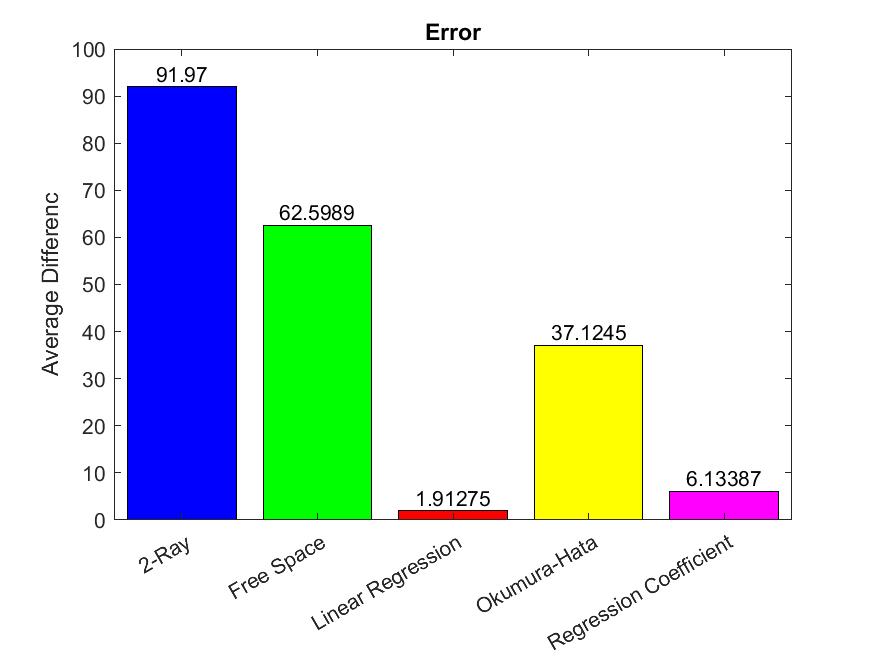 Error
Average Differenc
100
90
80
70
60
50
40
30
20
10
0
91.97
62.5989
1.91275
37.1245
6.13387
2-Ray
Free Space
Linear Regression
Okumura-Hata
Regression Coefficient